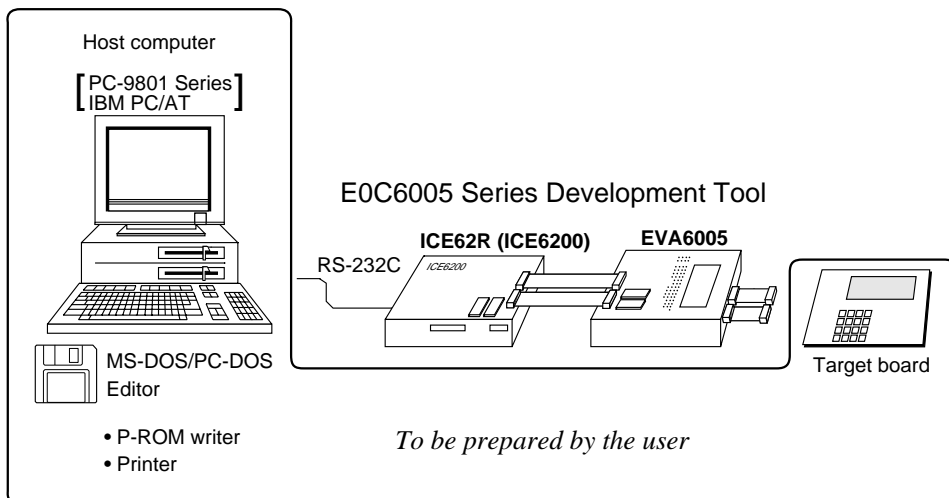 Host computer
[PC-9801 Series
IBM PC/AT]
E0C6005 Series Development Tool
ICE62R (ICE6200)
EVA6005
RS-232C
ICE6200
MS-DOS/PC-DOS
Editor
• P-ROM writer
• Printer
Target board
To be prepared by the user